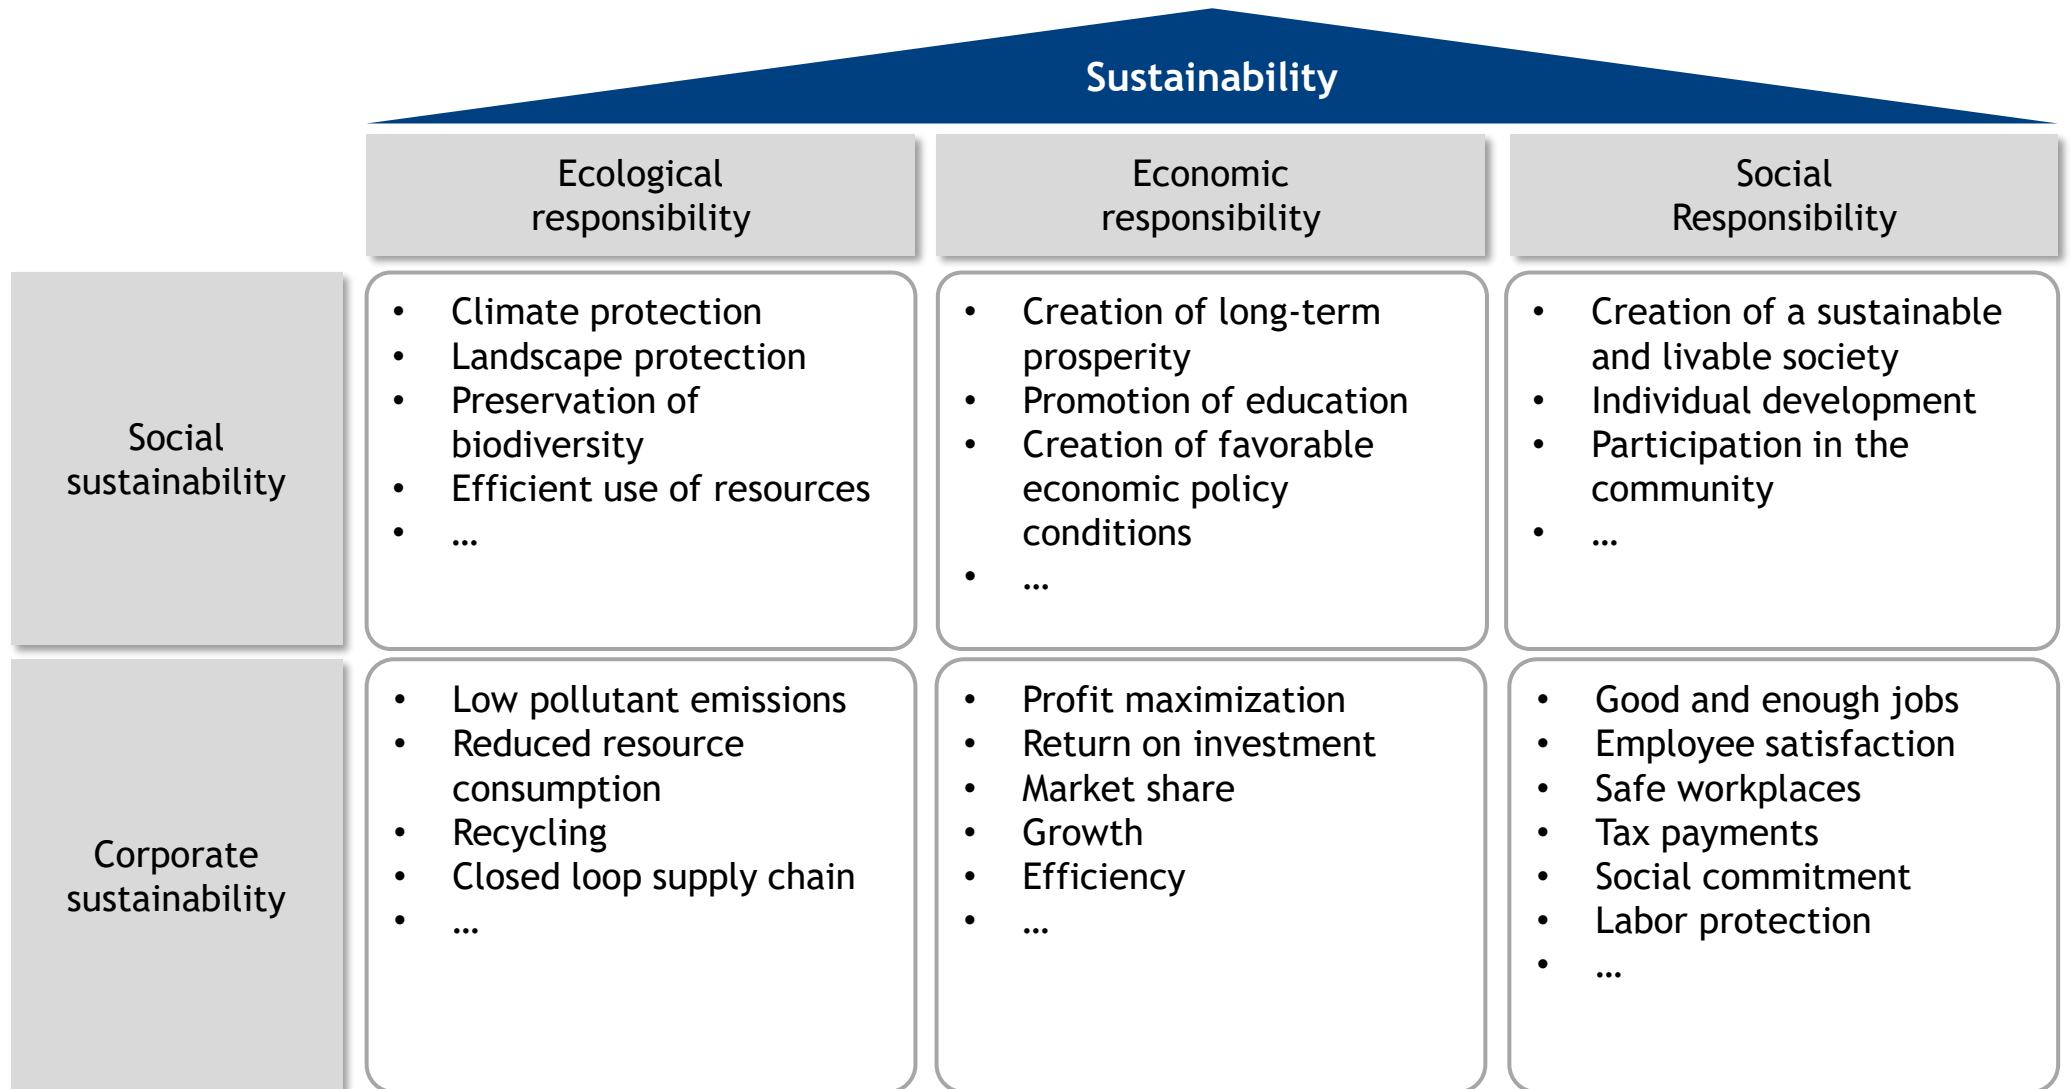 Sustainability
Ecological
responsibility
Economic
responsibility
Social
Responsibility
Social
sustainability
• Climate protection
• Landscape protection
• Preservation of
biodiversity
• Efficient use of resources
• …
• Creation of long-term
prosperity
• Promotion of education
• Creation of favorable
economic policy
conditions
• …
• Creation of a sustainable
and livable society
• Individual development
• Participation in the
community
• …
Corporate
sustainability
• Low pollutant emissions
• Reduced resource
consumption
• Recycling
• Closed loop supply chain
• …
• Profit maximization
• Return on investment
• Market share
• Growth
• Efficiency
• …
• Good and enough jobs
• Employee satisfaction
• Safe workplaces
• Tax payments
• Social commitment
• Labor protection
• …